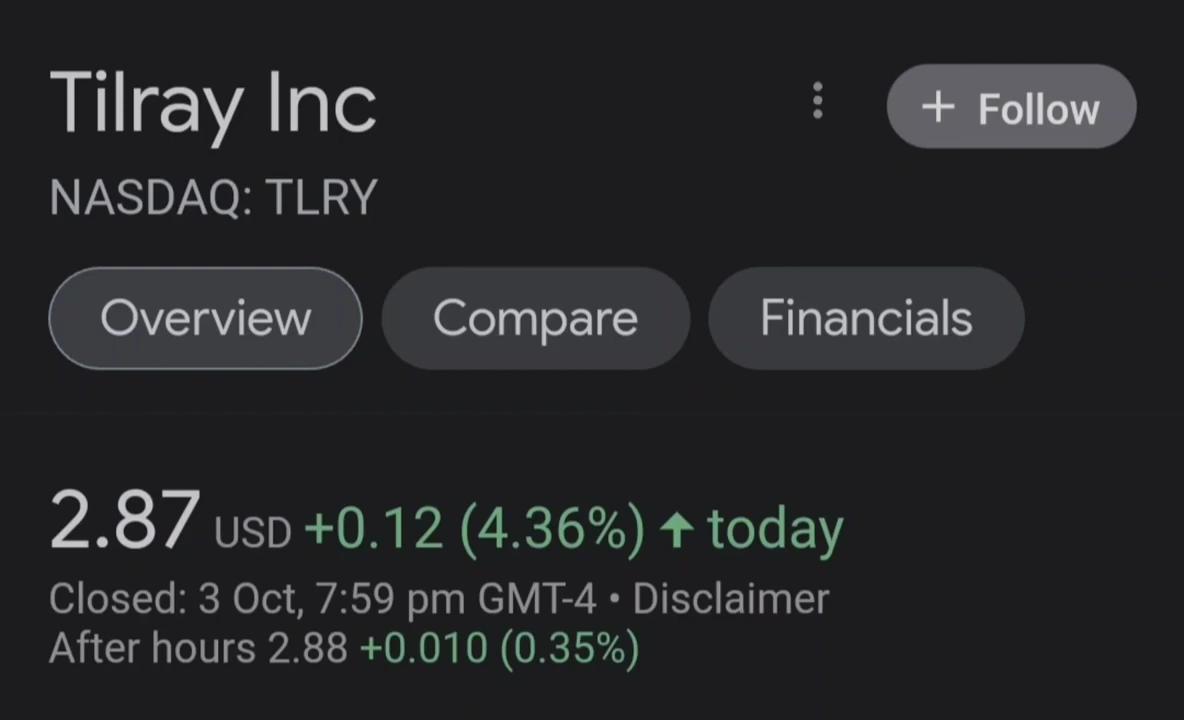 Tilray Inc
+ Follow
NASDAQ: TLRY
Overview Compare Financials
2.87 USD +0.12 (4.36%) ↑ today
Closed: 3 Oct, 7:59 pm GMT-4 • Disclaimer
After hours 2.88 +0.010 (0.35%)